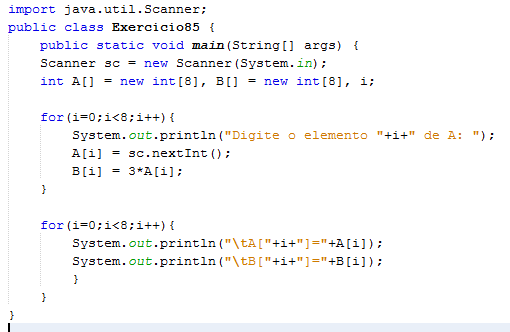 import java.util.Scanner;
public class Exercicio85 {
    public static void main(String[] args) {
    Scanner sc = new Scanner(System.in);
    int A[] = new int[8], B[] = new int[8], i;

    for(i=0;i<8;i++){
        System.out.println("Digite o elemento "+i+" de A: ");
        A[i] = sc.nextInt();
        B[i] = 3*A[i];
    }

    for(i=0;i<8;i++){
        System.out.println("\tA["+i+"]="+A[i]);
        System.out.println("\tB["+i+"]="+B[i]);
        }
    }
}